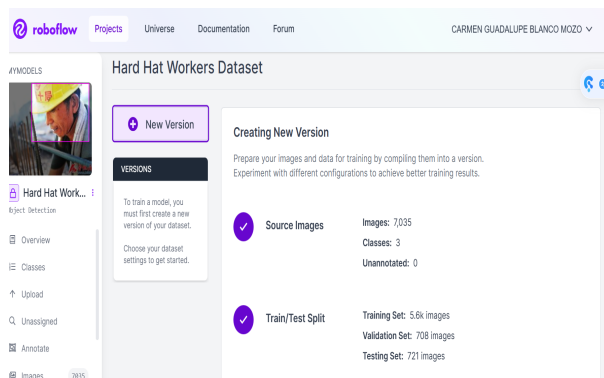 roboflow
Projects
Universe
Documentation
Forum
CARMEN GUADALUPE BLANCO MOZO
MYMODELS
Hard Hat Workers Dataset
Hard Hat Work...
Object Detection
Overview
Classes
Upload
Unassigned
Annotate
Images 7035
New Version
VERSIONS
To train a model, you
must first create a new
version of your dataset.
Choose your dataset
settings to get started.
Creating New Version
Prepare your images and data for training by compiling them into a version.
Experiment with different configurations to achieve better training results.
Source Images
Images: 7,035
Classes: 3
Unannotated: 0
Train/Test Split
Training Set: 5.6k images
Validation Set: 708 images
Testing Set: 721 images